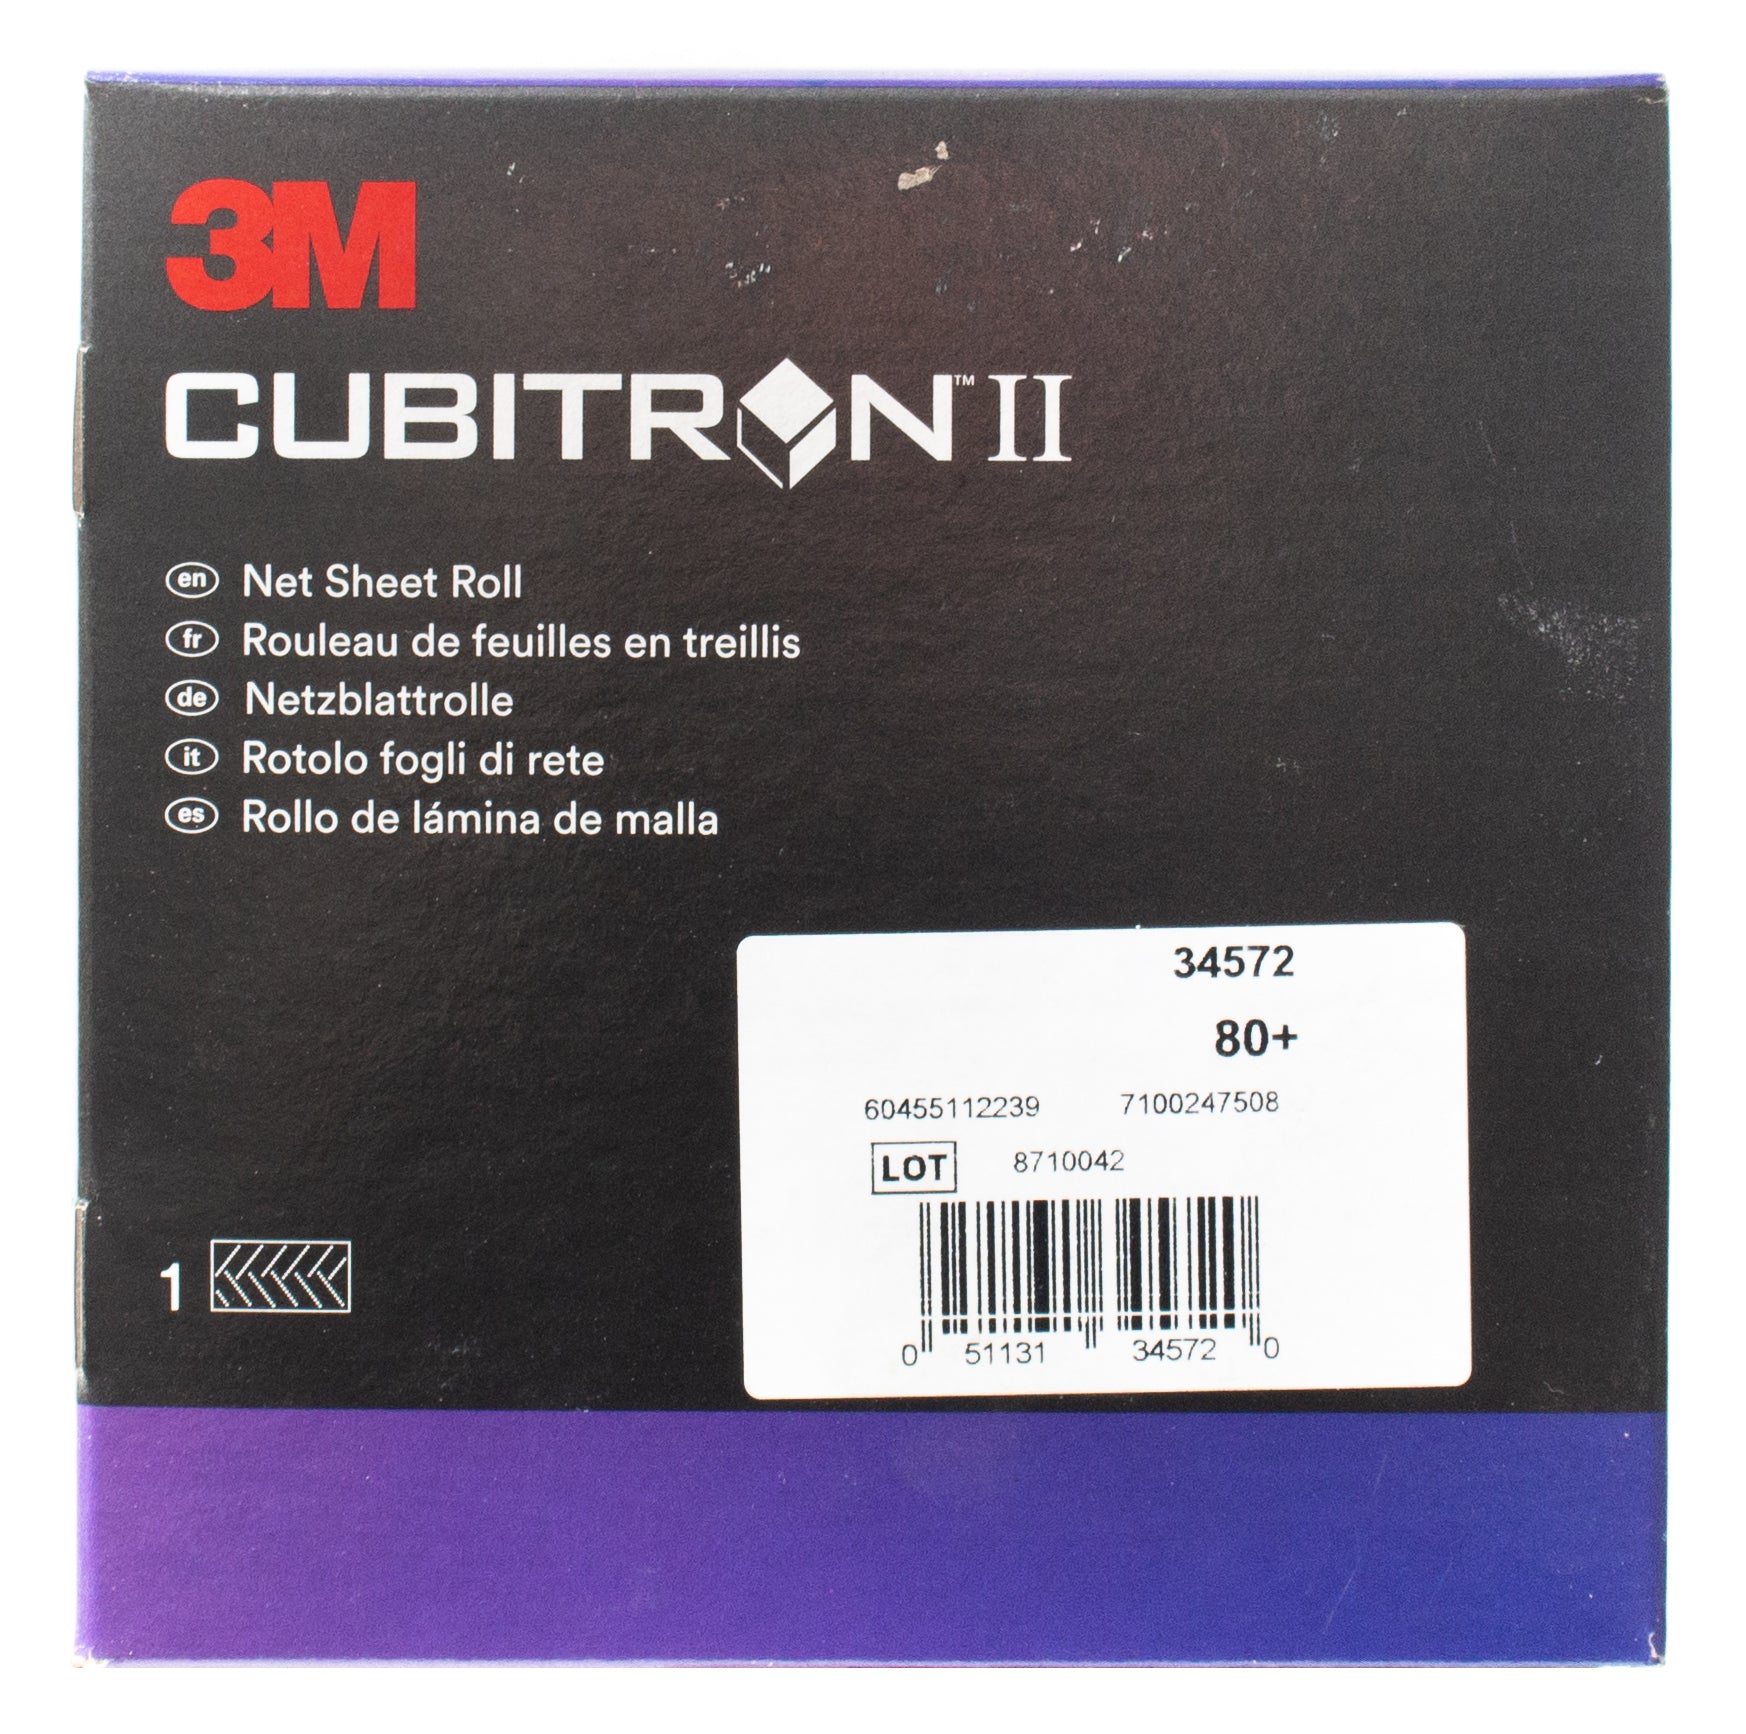 3M
CUBITRON™ II
en Net Sheet Roll
fr Rouleau de feuilles en treillis
de Netzblattrolle
it Rotolo fogli di rete
es Rollo de lámina de malla
34572
80+
60455112239 7100247508
LOT 8710042
0 51131 34572 0
1